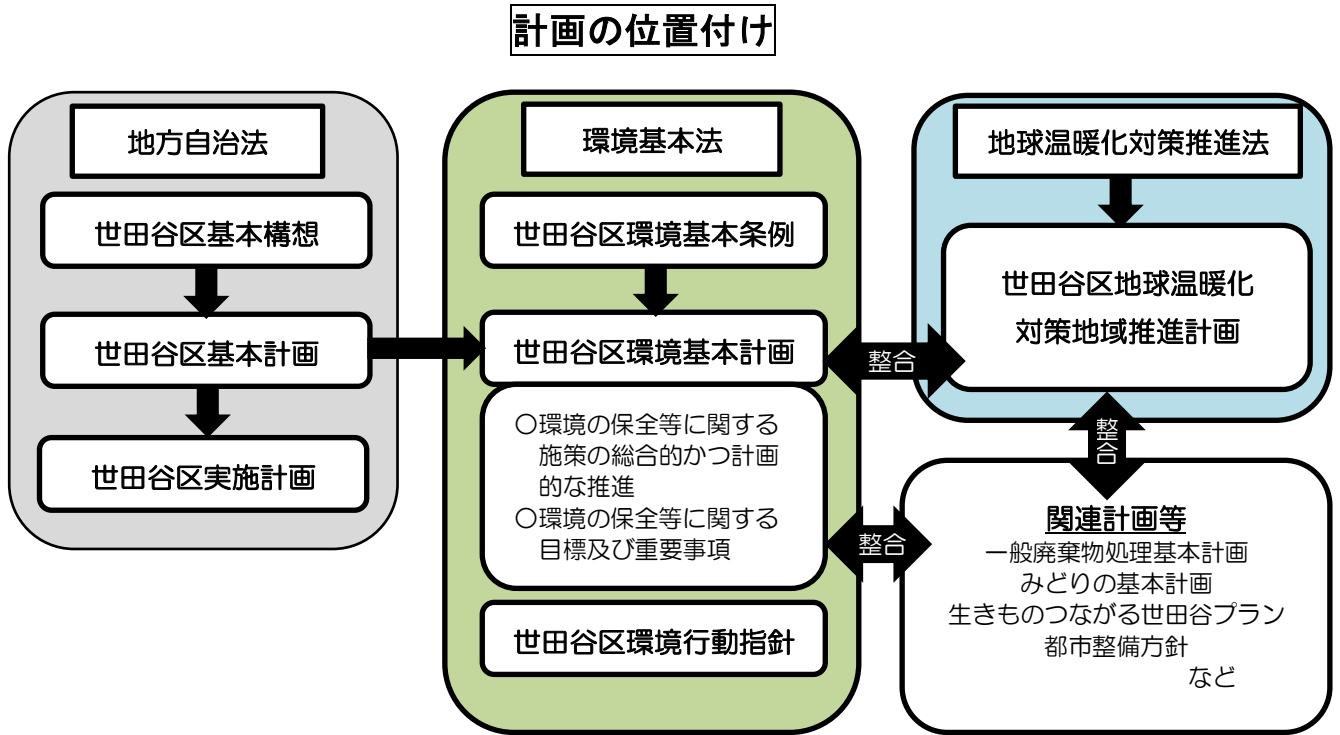 計画の位置付け
地方自治法
世田谷区基本構想
世田谷区基本計画
世田谷区実施計画
環境基本法
世田谷区環境基本条例
世田谷区環境基本計画
〇環境の保全等に関する
施策の総合的かつ計画
的な推進
〇環境の保全等に関する
目標及び重要事項
世田谷区環境行動指針
地球温暖化対策推進法
世田谷区地球温暖化
対策地域推進計画
整合
整合
整合
関連計画等
一般廃棄物処理基本計画
みどりの基本計画
生きものつながる世田谷プラン
都市整備方針
など